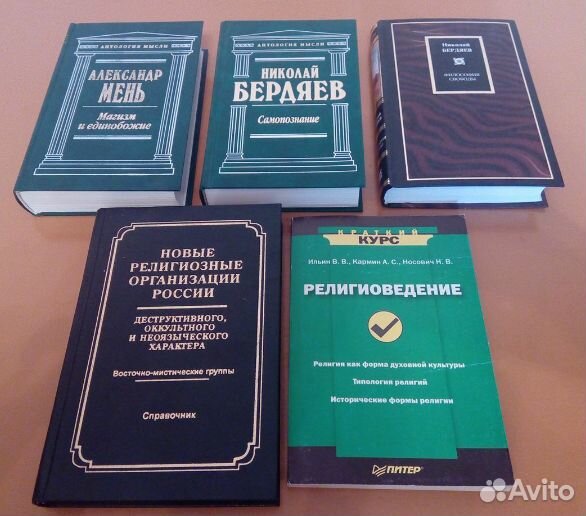 АНТОЛОГИЯ МЫСЛИ
АЛЕКСАНДР
МЕНЬ
Магизм
и единобожие
АНТОЛОГИЯ МЫСЛИ
НИКОЛАЙ
БЕРДЯЕВ
Самопознание
Николай
БЕРДЯЕВ
ФИЛОСОФИЯ
СВОБОДЫ
НОВЫЕ
РЕЛИГИОЗНЫЕ
ОРГАНИЗАЦИИ
РОССИИ
ДЕСТРУКТИВНОГО,
ОККУЛЬТНОГО
И НЕОЯЗЫЧЕСКОГО
ХАРАКТЕРА
Восточно-мистические группы
Справочник
КРАТКИЙ
КУРС
Ильин В. В., Кармин А. С., Носович Н. В.
РЕЛИГИОВЕДЕНИЕ
Религия как форма духовной культуры
Типология религий
Исторические формы религии
ПИТЕР
Avito